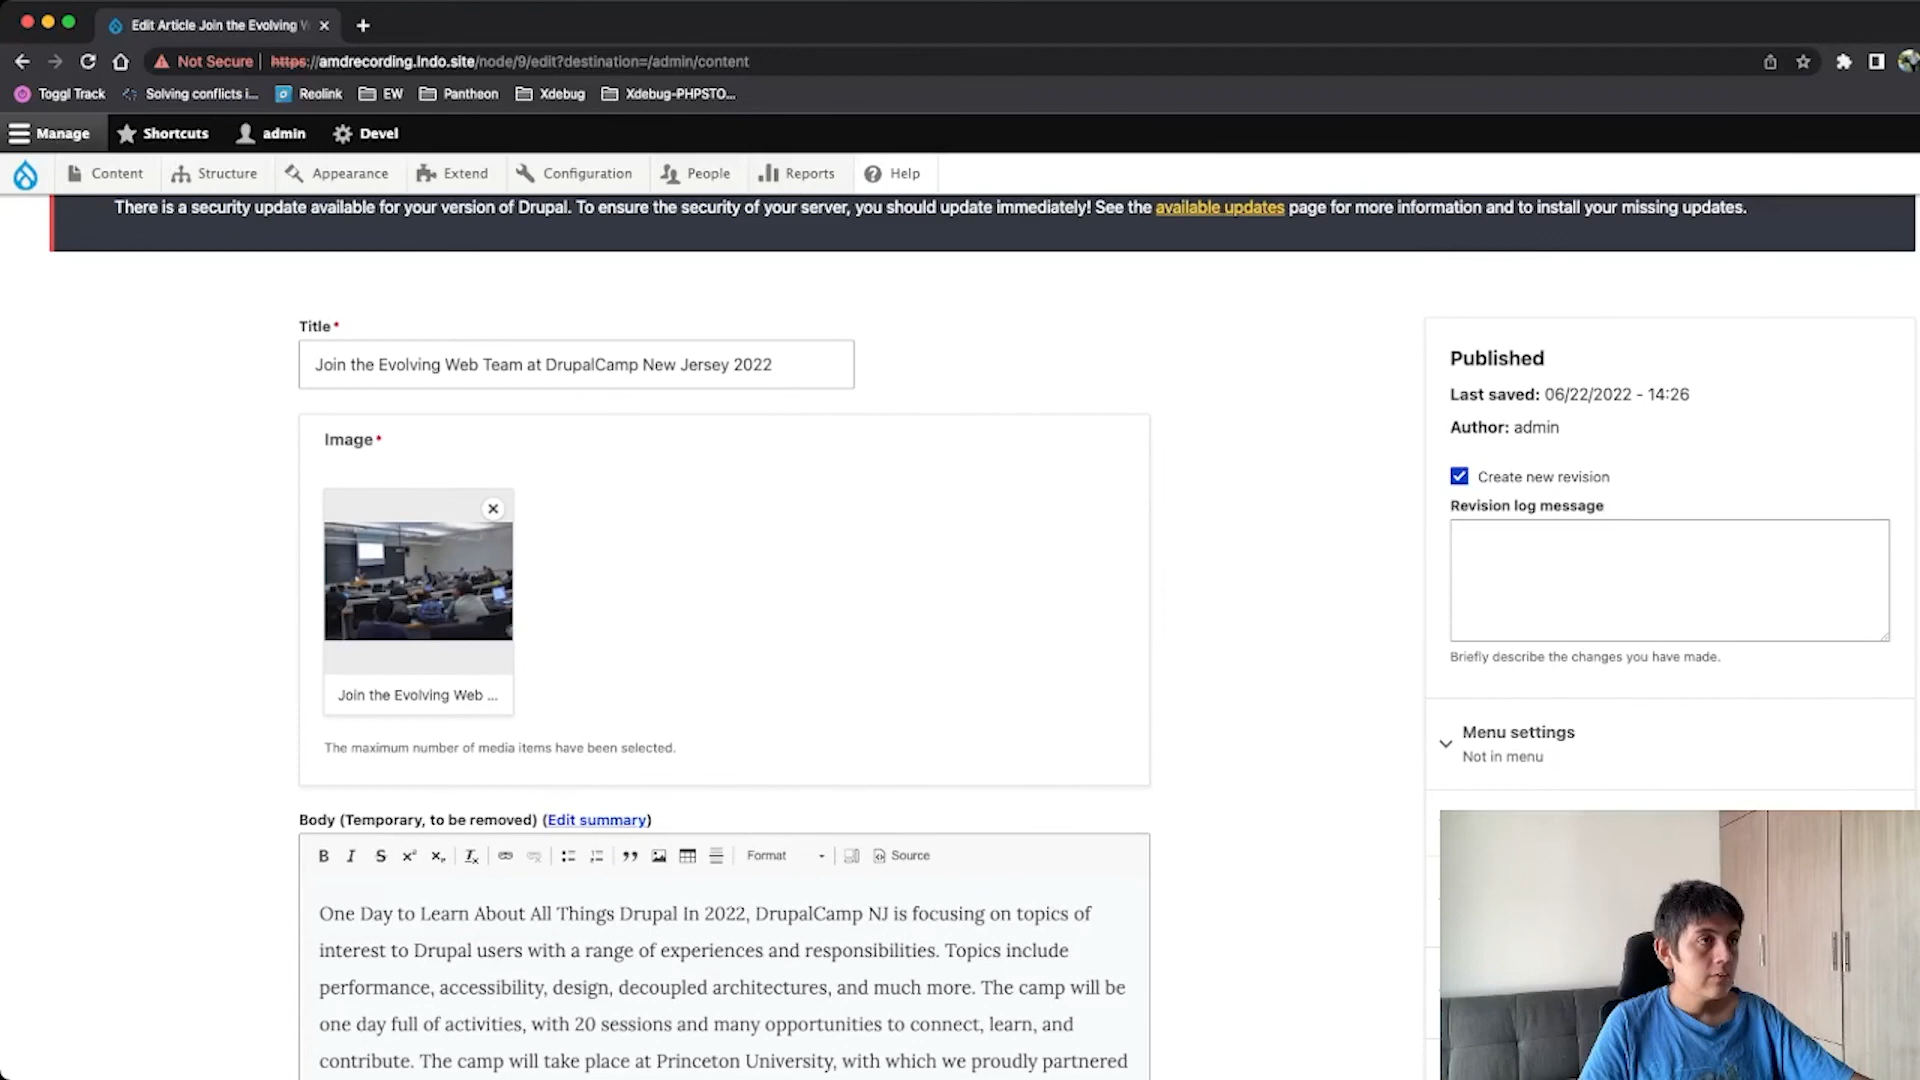 Edit Article Join the Evolving W
Not Secure https://amdrecording.lndo.site/node/9/edit?destination=/admin/content
Toggl Track Solving conflicts i... Reolink EW Pantheon Xdebug Xdebug-PHPSTO...
Manage Shortcuts admin Devel
Content Structure Appearance Extend Configuration People Reports Help
There is a security update available for your version of Drupal. To ensure the security of your server, you should update immediately! See the available updates page for more information and to install your missing updates.
Title*
Join the Evolving Web Team at DrupalCamp New Jersey 2022
Image*
Join the Evolving Web ...
The maximum number of media items have been selected.
Body (Temporary, to be removed) (Edit summary)
Format Source
One Day to Learn About All Things Drupal In 2022, DrupalCamp NJ is focusing on topics of
interest to Drupal users with a range of experiences and responsibilities. Topics include
performance, accessibility, design, decoupled architectures, and much more. The camp will be
one day full of activities, with 20 sessions and many opportunities to connect, learn, and
contribute. The camp will take place at Princeton University, with which we proudly partnered
Published
Last saved: 06/22/2022 - 14:26
Author: admin
Create new revision
Revision log message
Briefly describe the changes you have made.
Menu settings
Not in menu